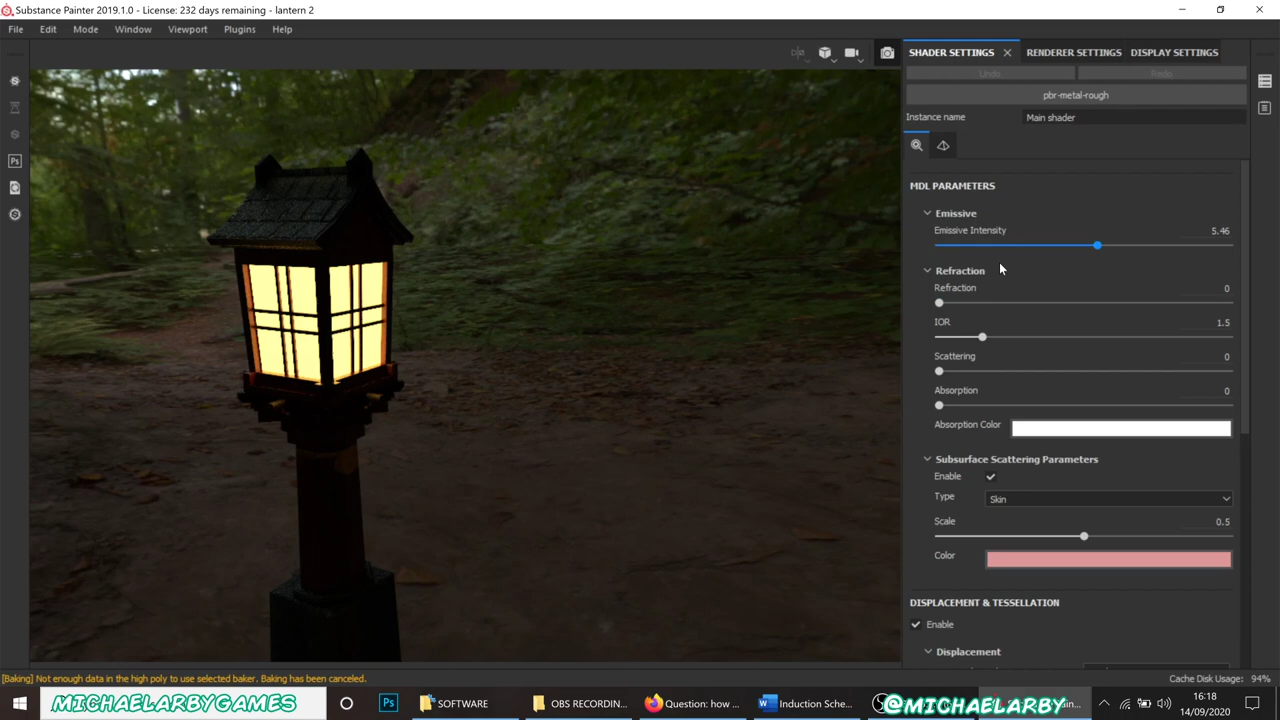 Substance Painter 2019.1.0 - License: 232 days remaining - lantern 2
File Edit Mode Window Viewport Plugins Help
SHADER SETTINGS RENDERER SETTINGS DISPLAY SETTINGS
Undo Redo
pbr-metal-rough
Instance name Main shader
MDL PARAMETERS
Emissive
Emissive Intensity 5.46
Refraction
Refraction 0
IOR 1.5
Scattering 0
Absorption 0
Absorption Color
Subsurface Scattering Parameters
Enable
Type Skin
Scale 0.5
Color
DISPLACEMENT & TESSELLATION
Enable
Displacement
[Baking] Not enough data in the high poly to use selected baker. Baking has been canceled.
Cache Disk Usage: 94%
MICHAELARBYGAMES
Ps
SOFTWARE
OBS RECORDIN...
Question: how ...
Induction Sche...
@MICHAELARBY
16:18
14/09/2020